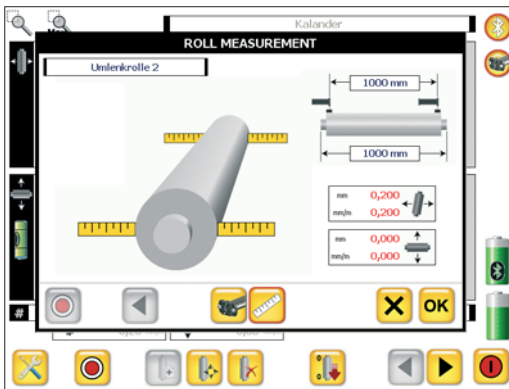 Kalander
ROLL MEASUREMENT
Umlenkrolle 2
1000 mm
1000 mm
mm 0,200
mm/m 0,200
mm 0,000
mm/m 0,000
OK
#